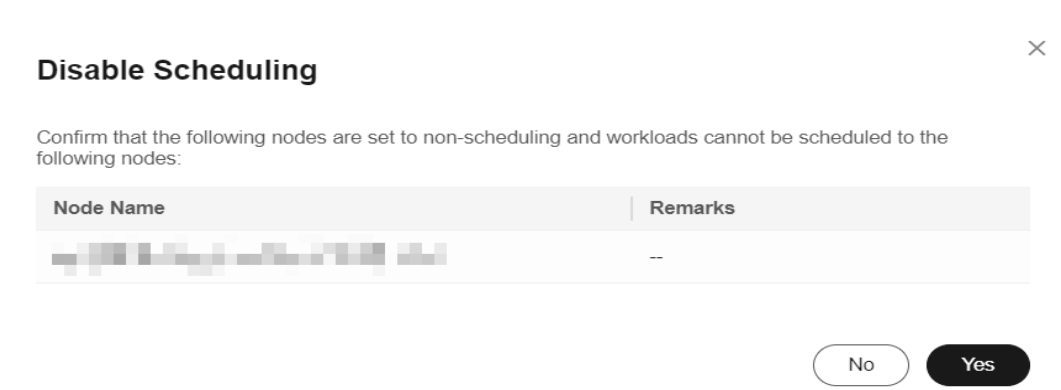 Disable Scheduling
Confirm that the following nodes are set to non-scheduling and workloads cannot be scheduled to the
following nodes:
Node Name Remarks
--
No Yes